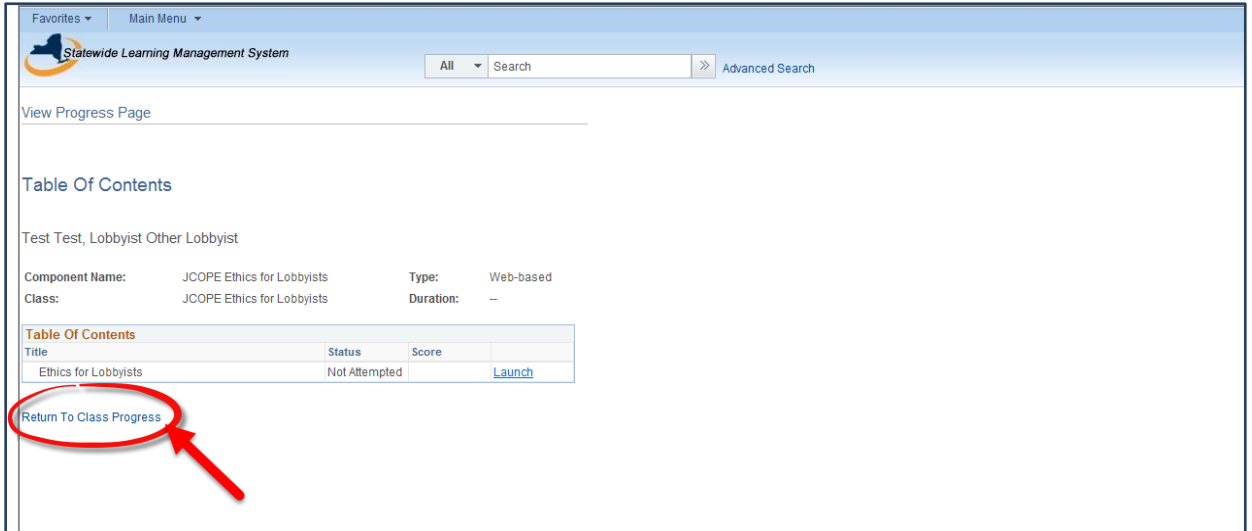 Favorites Main Menu
Statewide Learning Management System
All Search Advanced Search
View Progress Page
Table Of Contents
Test Test, Lobbyist Other Lobbyist
Component Name: JCOPE Ethics for Lobbyists Type: Web-based
Class: JCOPE Ethics for Lobbyists Duration: --
Table Of Contents
Title Status Score
Ethics for Lobbyists Not Attempted Launch
Return To Class Progress